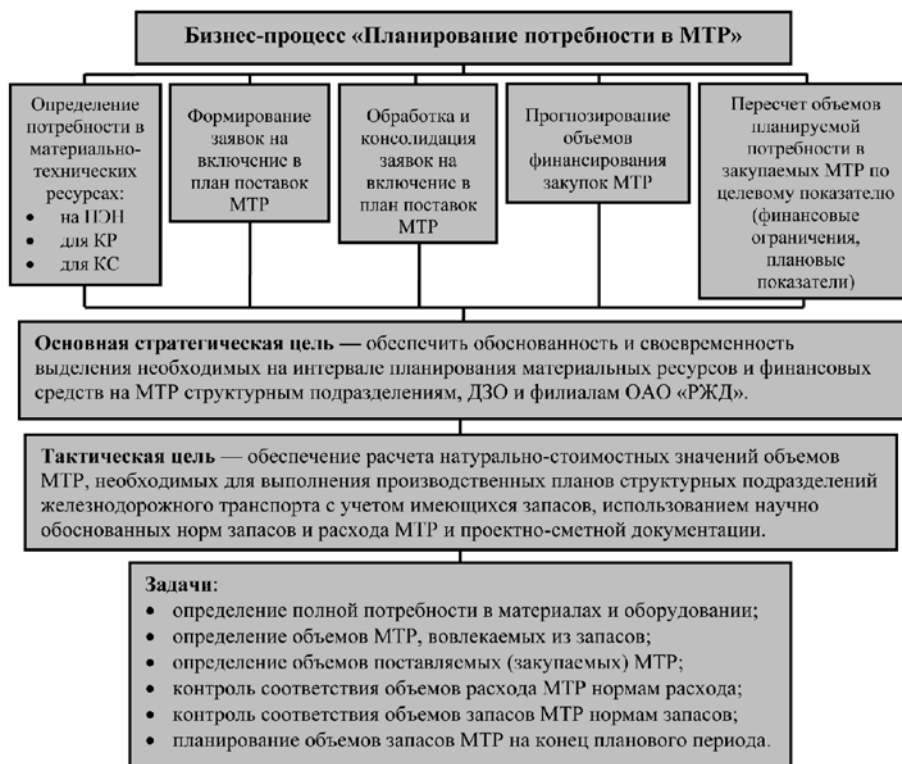 Бизнес-процесс «Планирование потребности в МТР»
Определение
потребности в
материально-
технических
ресурсах:
• на ПЭН
• для КР
• для КС
Формирование
заявок на
включение в
план поставок
МТР
Обработка и
консолидация
заявок на
включение в
план поставок
МТР
Прогнозирование
объемов
финансирования
закупок МТР
Пересчет объемов
планируемой
потребности в
закупаемых МТР по
целевому показателю
(финансовые
ограничения,
плановые
показатели)
Основная стратегическая цель — обеспечить обоснованность и своевременность
выделения необходимых на интервале планирования материальных ресурсов и финансовых
средств на МТР структурным подразделениям, ДЗО и филиалам ОАО «РЖД».
Тактическая цель — обеспечение расчета натурально-стоимостных значений объемов
МТР, необходимых для выполнения производственных планов структурных подразделений
железнодорожного транспорта с учетом имеющихся запасов, использованием научно
обоснованных норм запасов и расхода МТР и проектно-сметной документации.
Задачи:
• определение полной потребности в материалах и оборудовании;
• определение объемов МТР, вовлекаемых из запасов;
• определение объемов поставляемых (закупаемых) МТР;
• контроль соответствия объемов расхода МТР нормам расхода;
• контроль соответствия объемов запасов МТР нормам запасов;
• планирование объемов запасов МТР на конец планового периода.